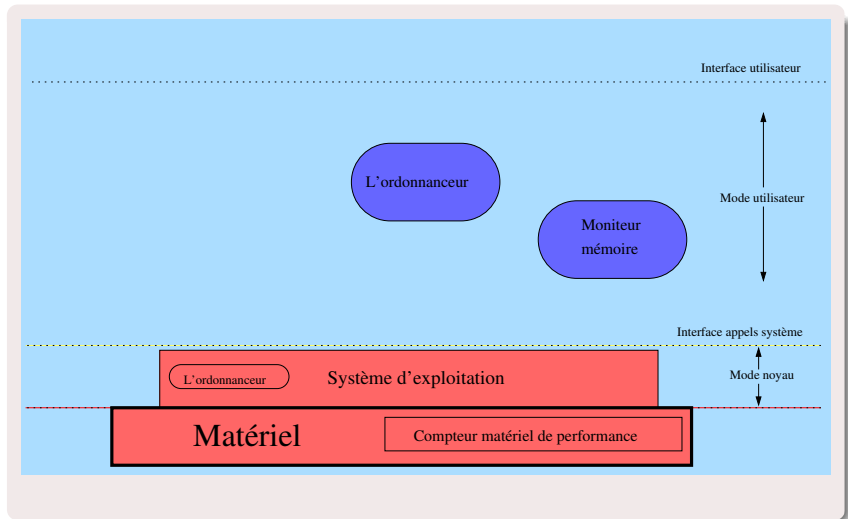 Interface utilisateur
L'ordonnanceur
Mode utilisateur
Moniteur
mémoire
Interface appels système
L'ordonnanceur
Système d'exploitation
Mode noyau
Matériel
Compteur matériel de performance